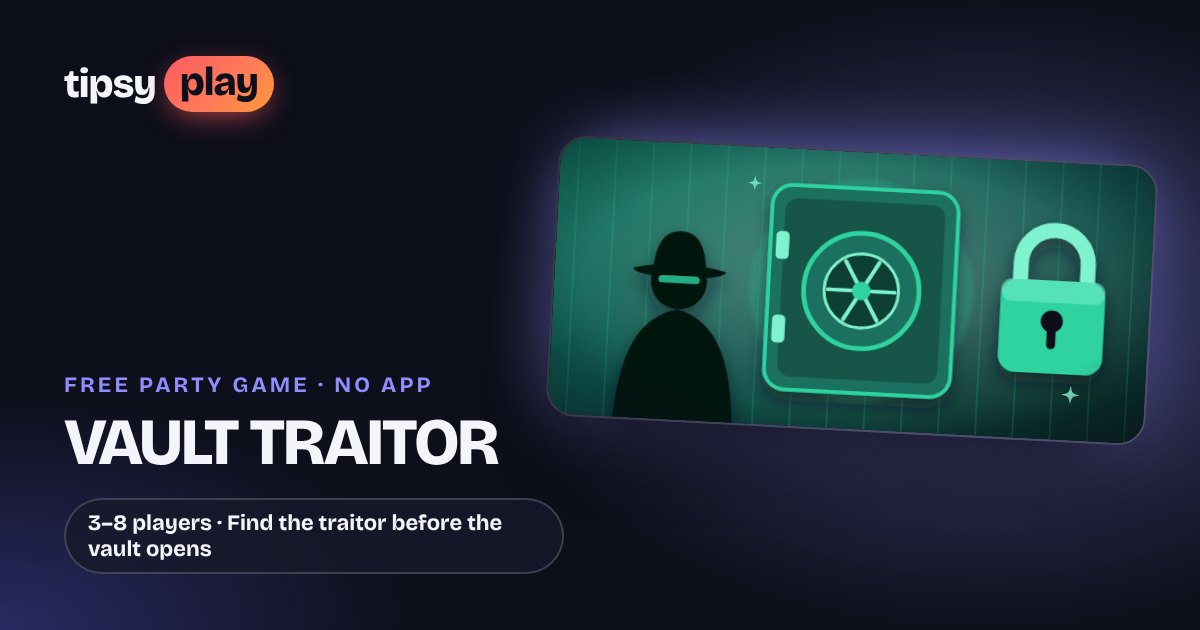 tipsy play
FREE PARTY GAME · NO APP
VAULT TRAITOR
3–8 players · Find the traitor before the
vault opens